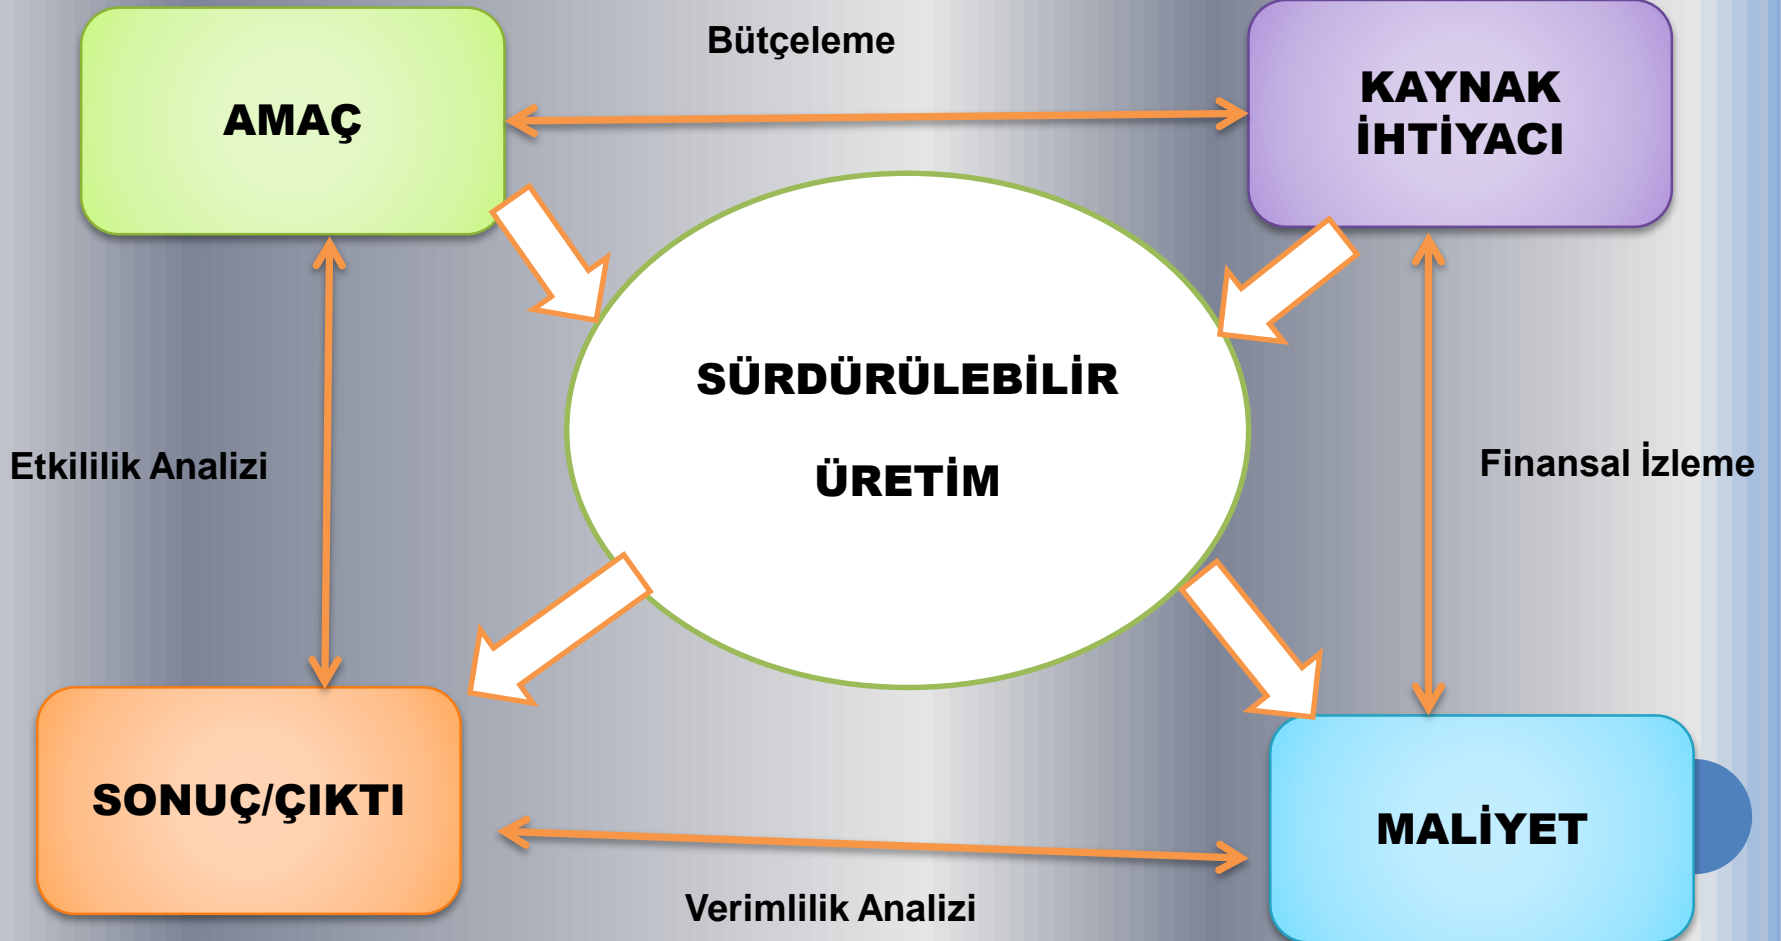 Bütçeleme
AMAÇ
KAYNAK
İHTİYACI
SÜRDÜRÜLEBİLİR
ÜRETİM
Etkililik Analizi
Finansal İzleme
SONUÇ/ÇIKTI
MALİYET
Verimlilik Analizi